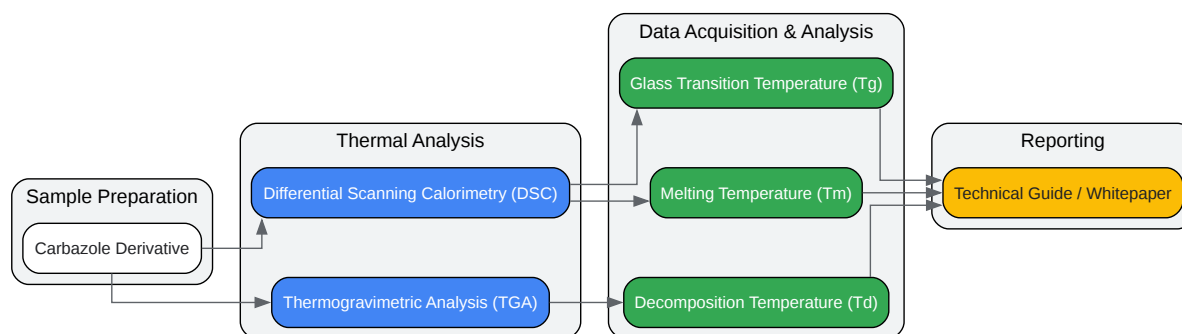 Sample Preparation
Carbazole Derivative
Thermal Analysis
Differential Scanning Calorimetry (DSC)
Thermogravimetric Analysis (TGA)
Data Acquisition & Analysis
Glass Transition Temperature (Tg)
Melting Temperature (Tm)
Decomposition Temperature (Td)
Reporting
Technical Guide / Whitepaper